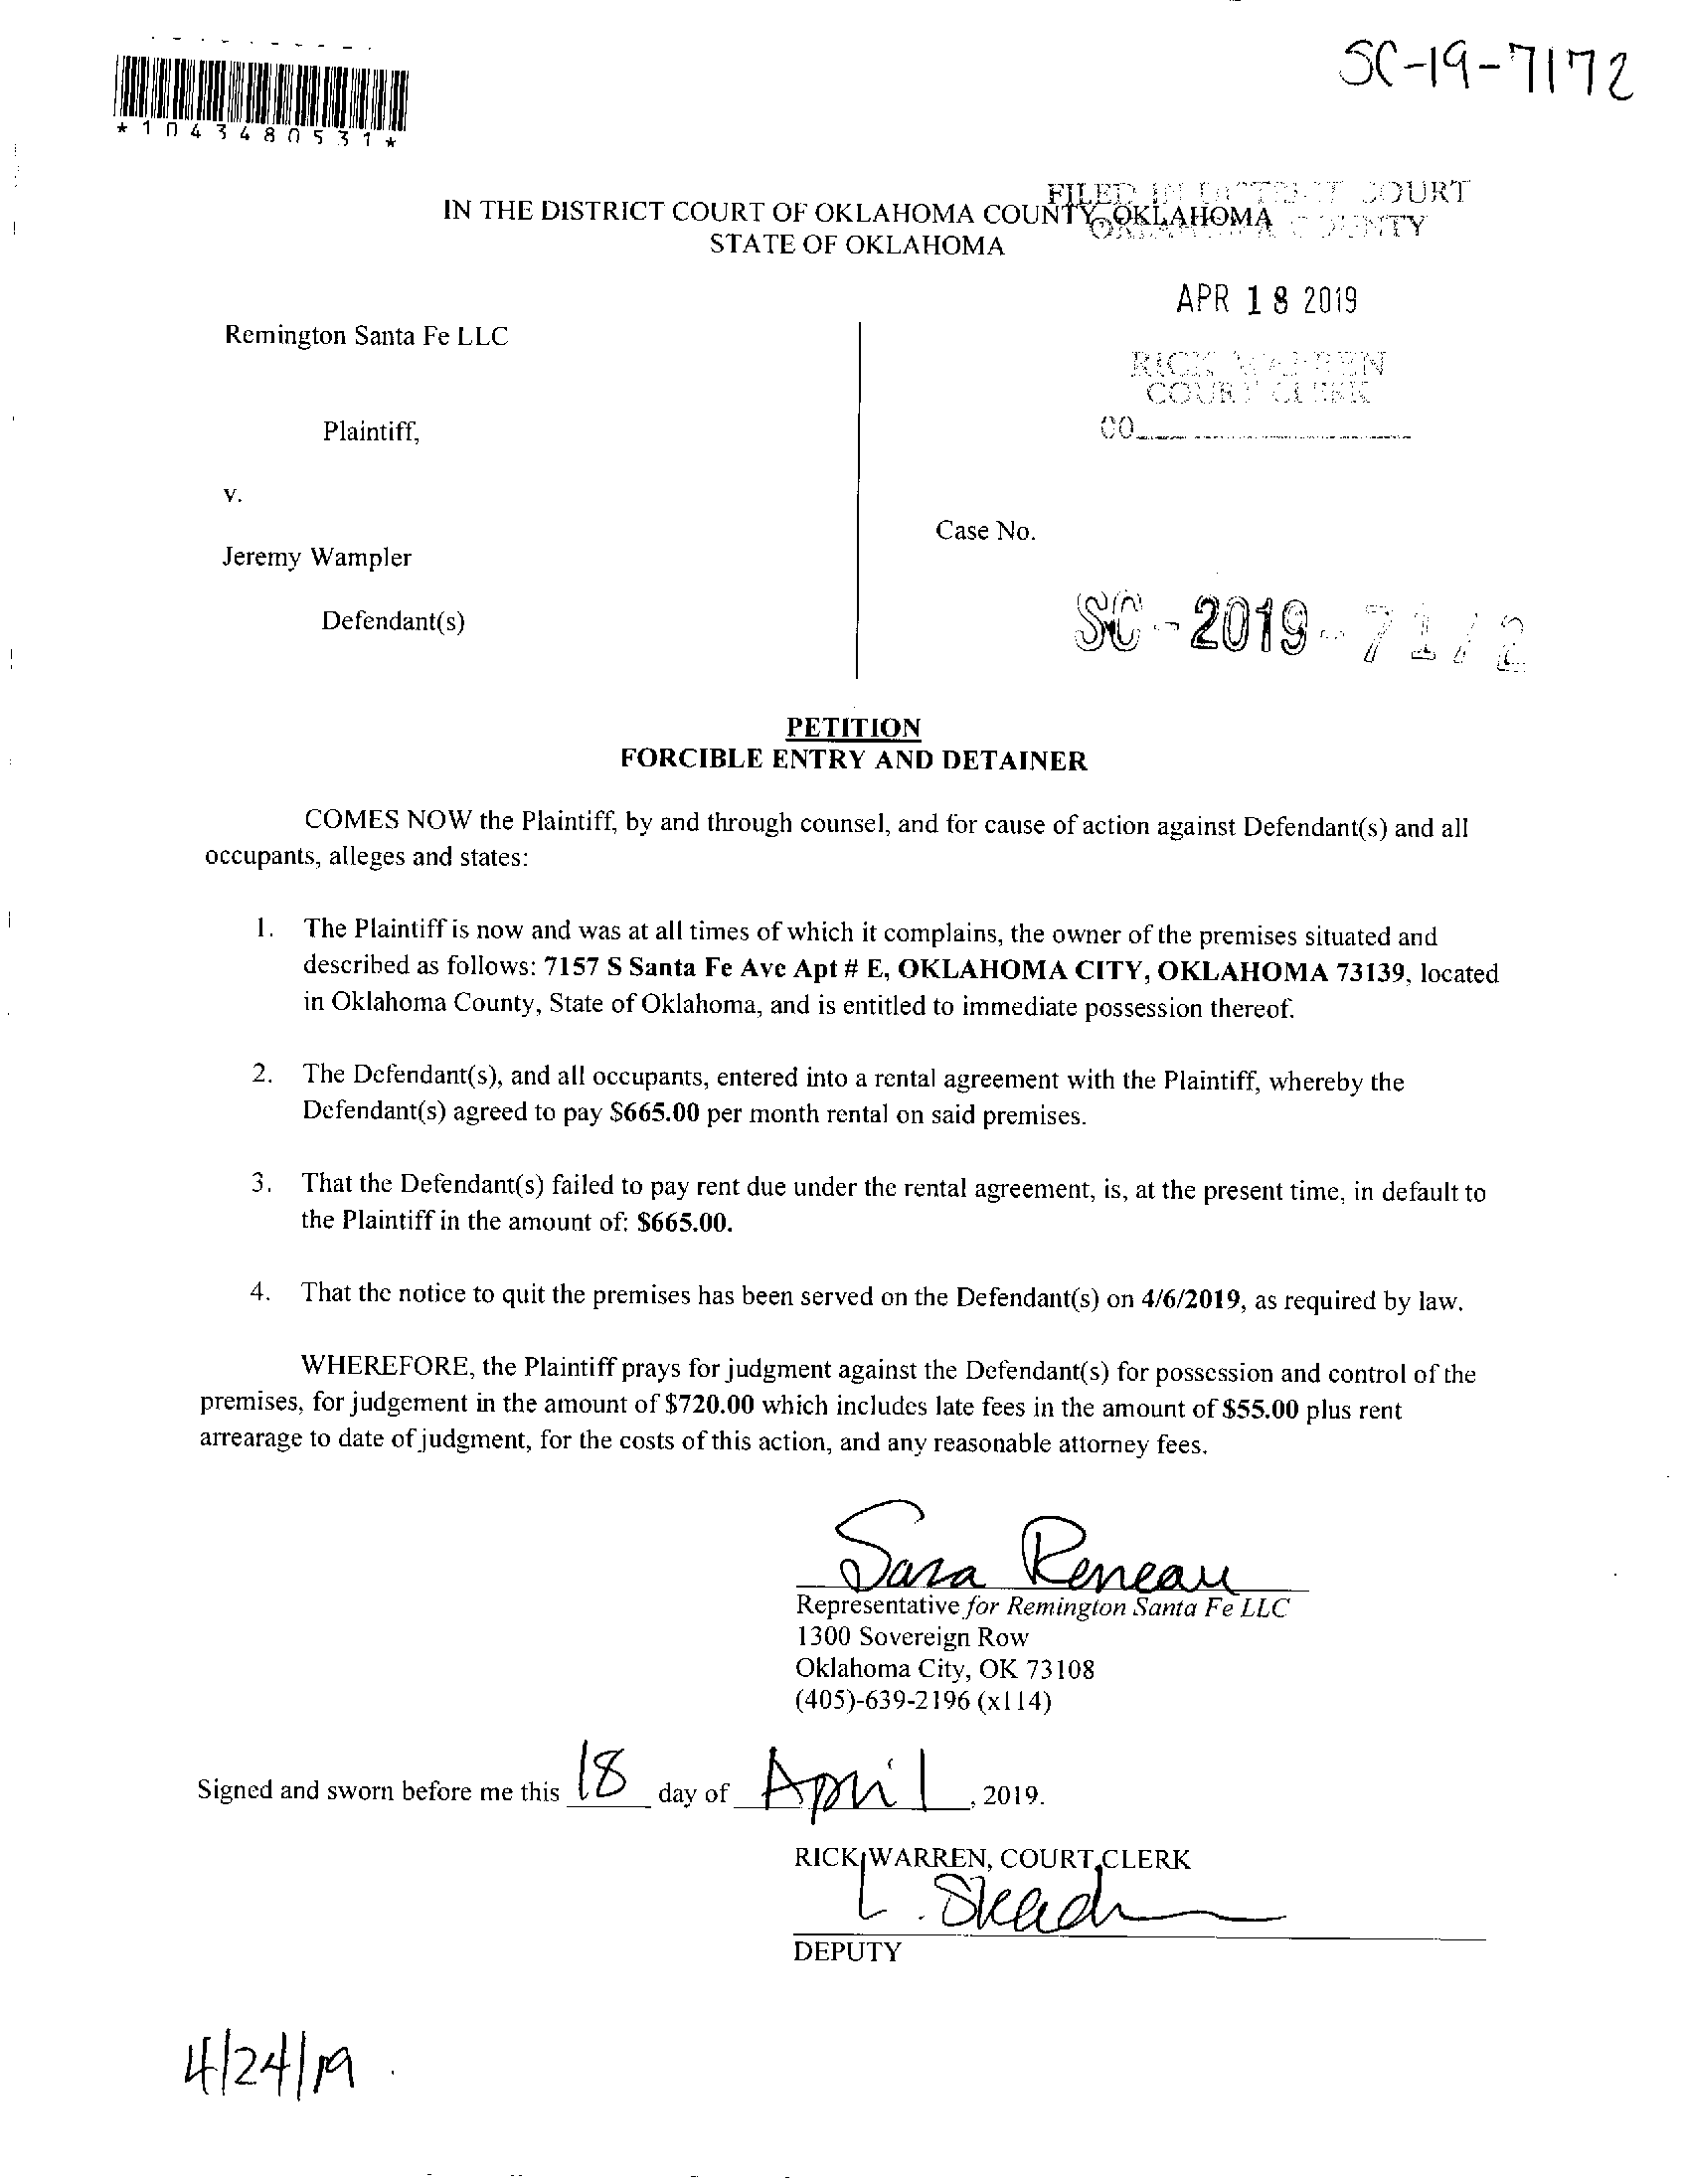 SC-19-7172
*1043480531*
FILED IN DISTRICT COURT
OKLAHOMA COUNTY
IN THE DISTRICT COURT OF OKLAHOMA COUNTY, OKLAHOMA
STATE OF OKLAHOMA
APR 18 2019
Remington Santa Fe LLC
RICK WARREN
COURT CLERK
Plaintiff,
v.
Case No.
Jeremy Wampler
SC-2019-7172
Defendant(s)
PETITION
FORCIBLE ENTRY AND DETAINER
COMES NOW the Plaintiff, by and through counsel, and for cause of action against Defendant(s) and all
occupants, alleges and states:
1. The Plaintiff is now and was at all times of which it complains, the owner of the premises situated and
described as follows: 7157 S Santa Fe Ave Apt # E, OKLAHOMA CITY, OKLAHOMA 73139, located
in Oklahoma County, State of Oklahoma, and is entitled to immediate possession thereof.
2. The Defendant(s), and all occupants, entered into a rental agreement with the Plaintiff, whereby the
Defendant(s) agreed to pay $665.00 per month rental on said premises.
3. That the Defendant(s) failed to pay rent due under the rental agreement, is, at the present time, in default to
the Plaintiff in the amount of: $665.00.
4. That the notice to quit the premises has been served on the Defendant(s) on 4/6/2019, as required by law.
WHEREFORE, the Plaintiff prays for judgment against the Defendant(s) for possession and control of the
premises, for judgement in the amount of $720.00 which includes late fees in the amount of $55.00 plus rent
arrearage to date of judgment, for the costs of this action, and any reasonable attorney fees.
Sara Reneau
Representative for Remington Santa Fe LLC
1300 Sovereign Row
Oklahoma City, OK 73108
(405)-639-2196 (x114)
Signed and sworn before me this 18 day of April, 2019.
RICK WARREN, COURT CLERK
L.
DEPUTY
4/24/19